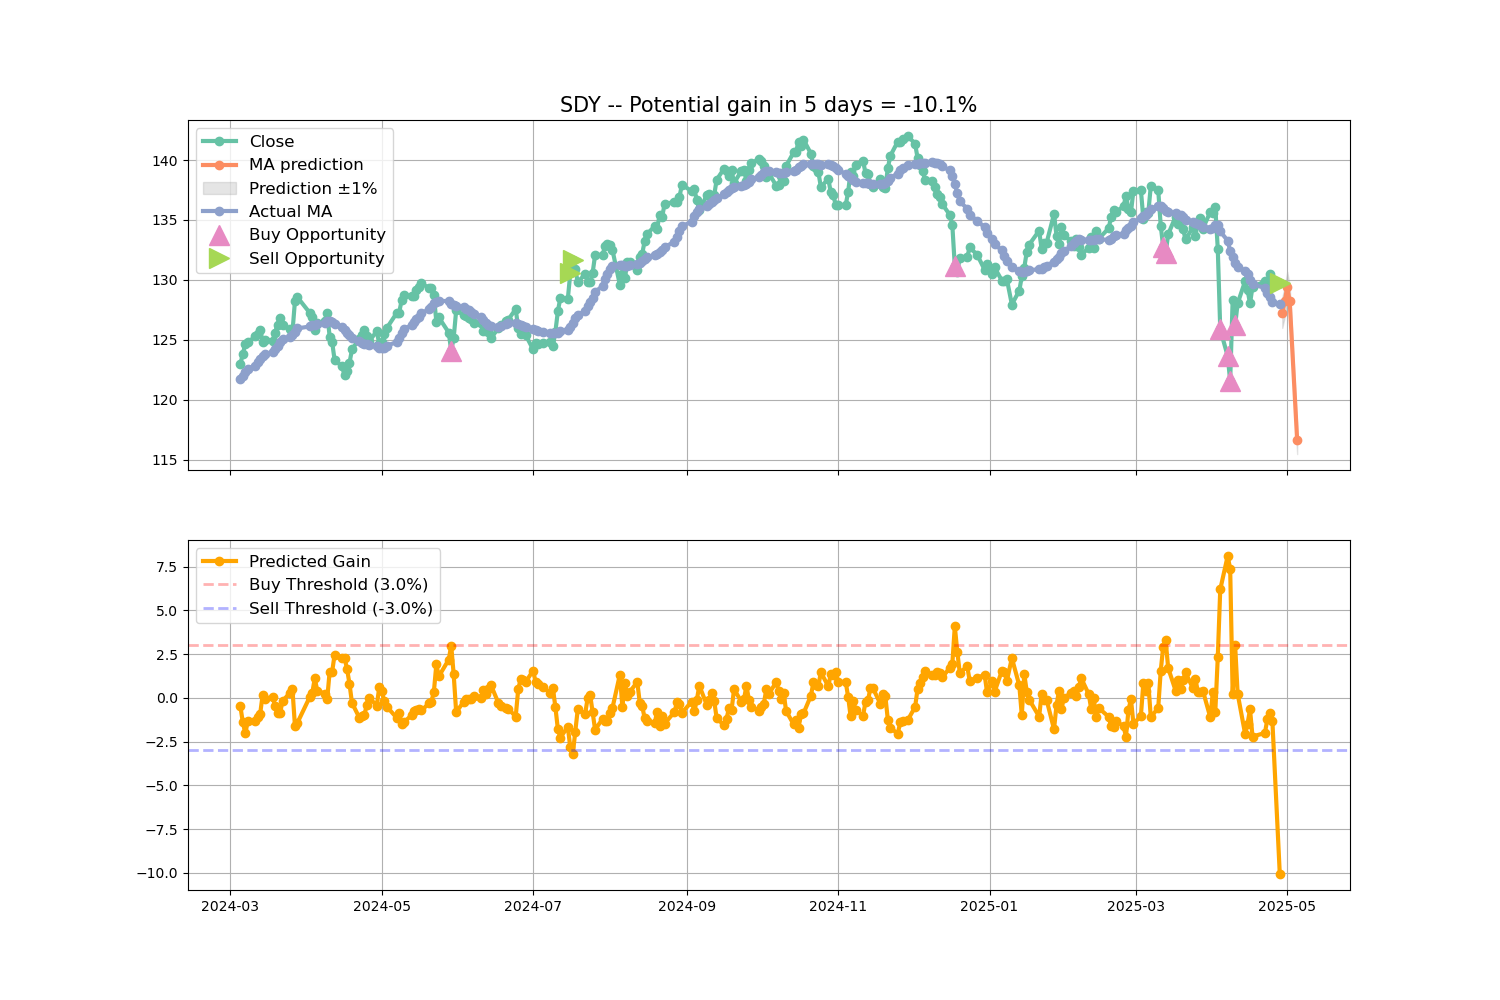 SDY -- Potential gain in 5 days = -10.1%
Close
MA prediction
Prediction ±1%
Actual MA
Buy Opportunity
Sell Opportunity
140
135
130
125
120
115
Predicted Gain
Buy Threshold (3.0%)
Sell Threshold (-3.0%)
7.5
5.0
2.5
0.0
−2.5
−5.0
−7.5
−10.0
2024-03 2024-05 2024-07 2024-09 2024-11 2025-01 2025-03 2025-05